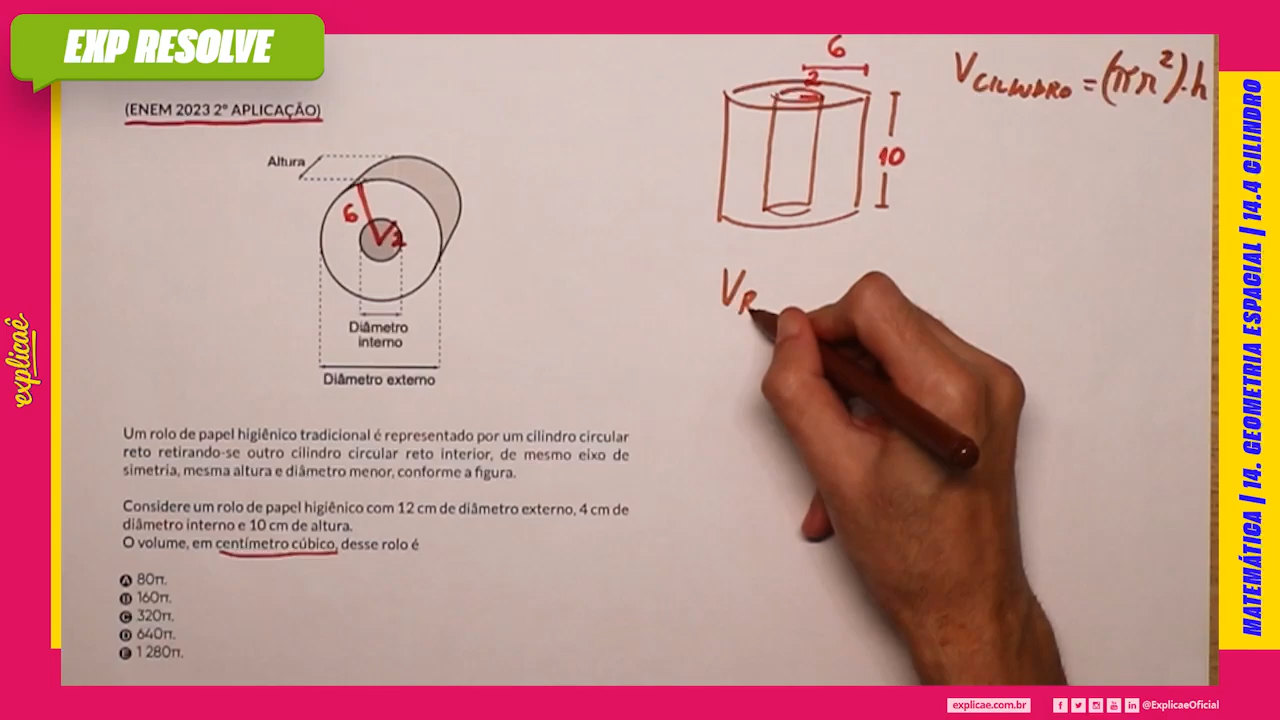 EXP RESOLVE
(ENEM 2023 2ª APLICAÇÃO)
Altura
6
2
Diâmetro
interno
Diâmetro externo
Um rolo de papel higiênico tradicional é representado por um cilindro circular
reto retirando-se outro cilindro circular reto interior, de mesmo eixo de
simetria, mesma altura e diâmetro menor, conforme a figura.
Considere um rolo de papel higiênico com 12 cm de diâmetro externo, 4 cm de
diâmetro interno e 10 cm de altura.
O volume, em centímetro cúbico, desse rolo é
A 80π.
B 160π.
C 320π.
D 640π.
E 1 280π.
6
2
10
V CILINDRO = (πr²).h
VR
explicaê
MATEMÁTICA | 14. GEOMETRIA ESPACIAL | 14.4 CILINDRO
explicae.com.br
@ExplicaeOficial